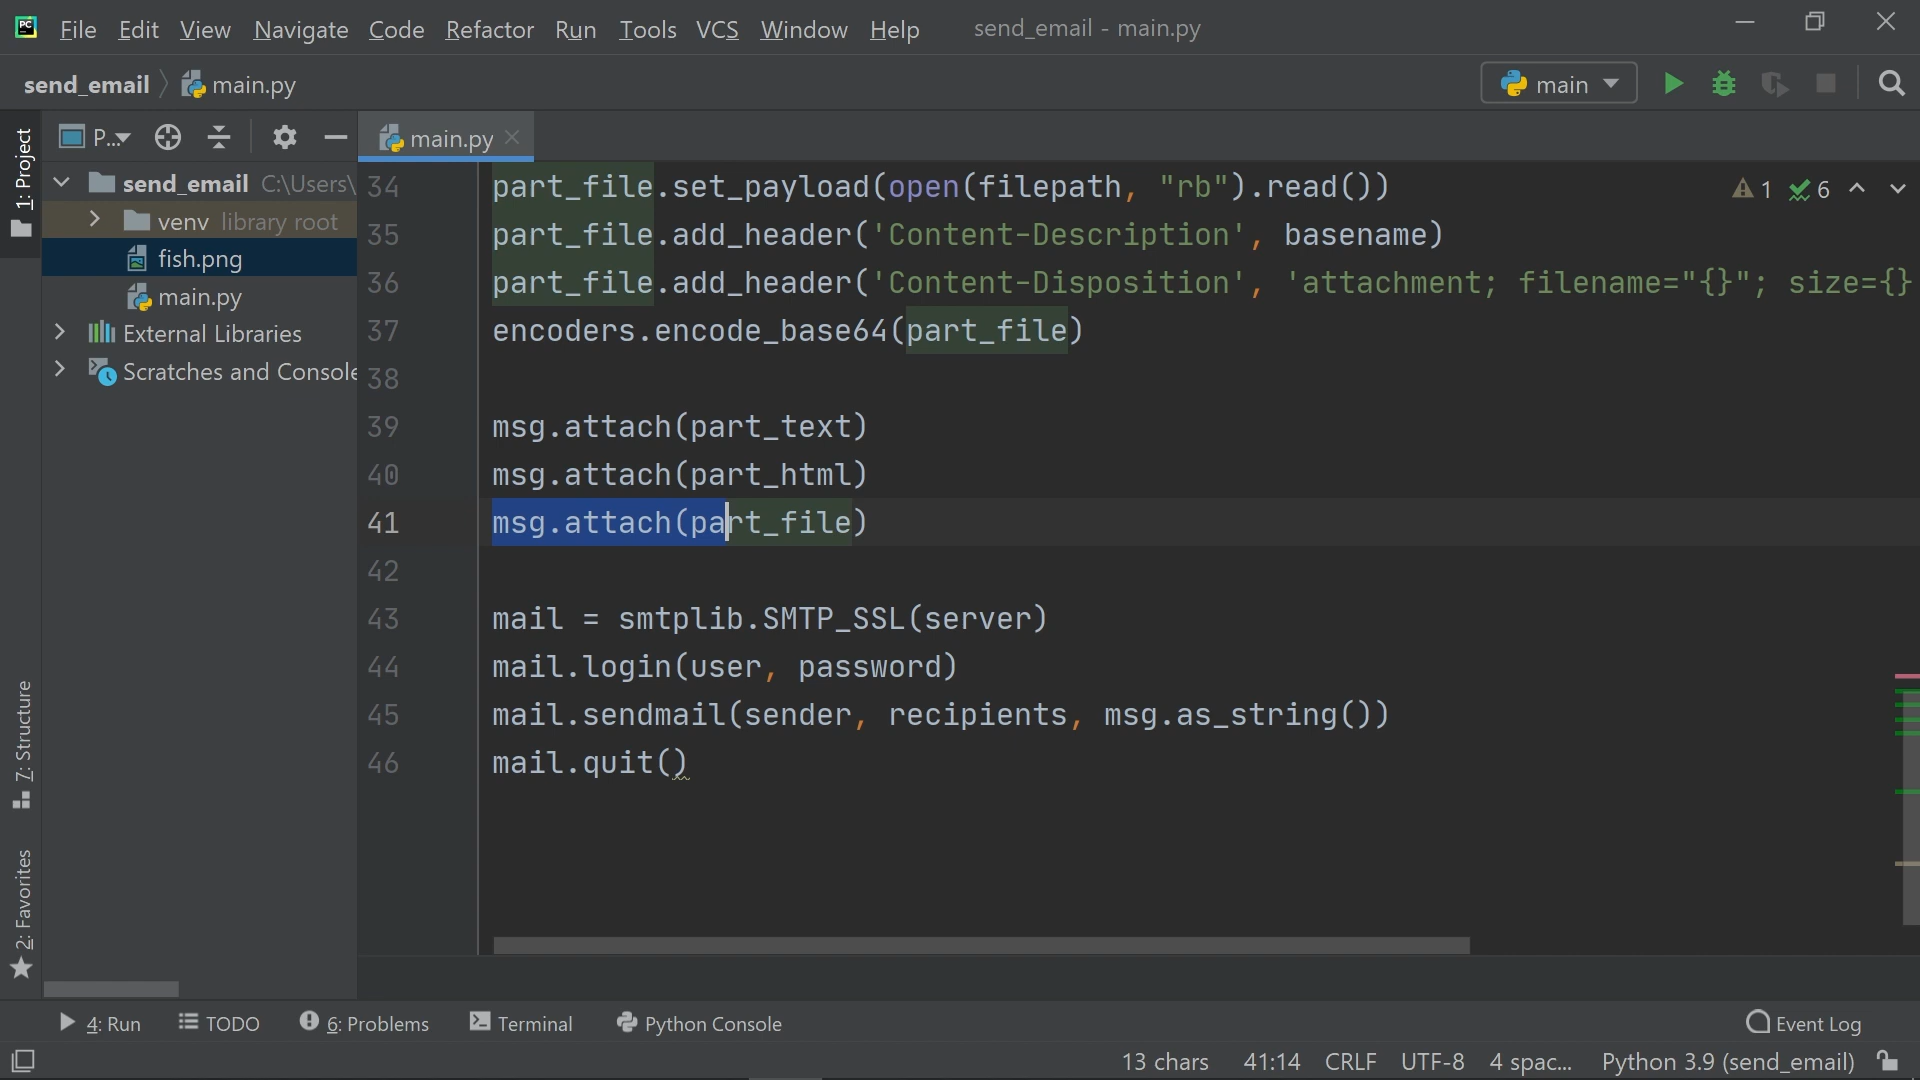 PC File Edit View Navigate Code Refactor Run Tools VCS Window Help send_email - main.py
send_email main.py main
1: Project P... main.py
send_email C:\Users\
venv library root
fish.png
main.py
External Libraries
Scratches and Console
34 part_file.set_payload(open(filepath, "rb").read())
1 6
35 part_file.add_header('Content-Description', basename)
36 part_file.add_header('Content-Disposition', 'attachment; filename="{}"; size={}
37 encoders.encode_base64(part_file)
38
39 msg.attach(part_text)
40 msg.attach(part_html)
41 msg.attach(part_file)
42
43 mail = smtplib.SMTP_SSL(server)
44 mail.login(user, password)
45 mail.sendmail(sender, recipients, msg.as_string())
46 mail.quit()
7: Structure
2: Favorites
4: Run TODO 6: Problems Terminal Python Console Event Log
13 chars 41:14 CRLF UTF-8 4 spac... Python 3.9 (send_email)